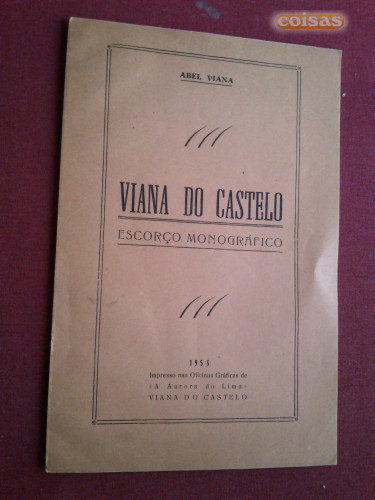 coisas
ABEL VIANA
VIANA DO CASTELO
ESCORÇO MONOGRÁFICO
1953
Impresso nas Oficinas Gráficas de
«A Aurora do Lima»
VIANA DO CASTELO